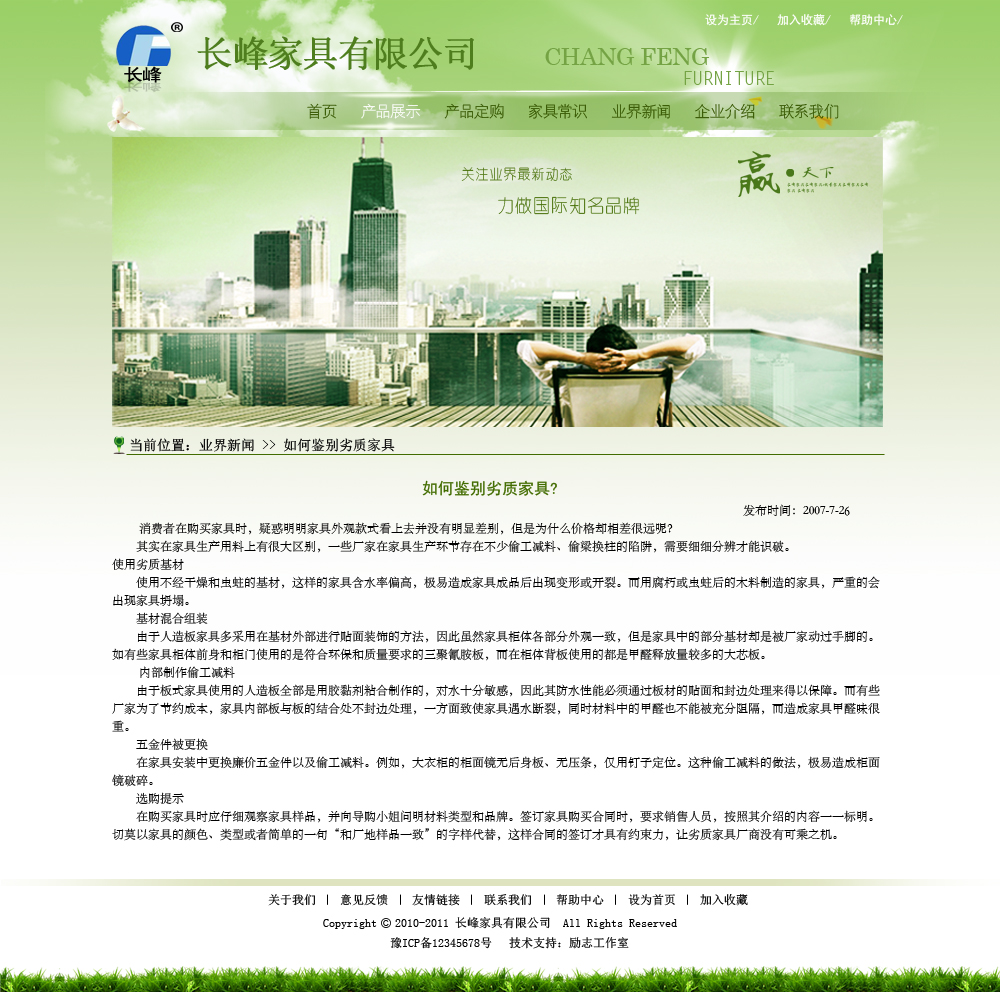 设为主页/ 加入收藏/ 帮助中心/
®
长峰
长峰家具有限公司
CHANG FENG
FURNITURE
首页 产品展示 产品定购 家具常识 业界新闻 企业介绍 联系我们
关注业界最新动态
力做国际知名品牌
赢 • 天下
当前位置：业界新闻 >> 如何鉴别劣质家具
如何鉴别劣质家具?
发布时间：2007-7-26
消费者在购买家具时，疑惑明明家具外观款式看上去并没有明显差别，但是为什么价格却相差很远呢?
其实在家具生产用料上有很大区别，一些厂家在家具生产环节存在不少偷工减料、偷梁换柱的陷阱，需要细细分辨才能识破。
使用劣质基材
使用不经干燥和虫蛀的基材，这样的家具含水率偏高，极易造成家具成品后出现变形或开裂。而用腐朽或虫蛀后的木料制造的家具，严重的会
出现家具坍塌。
基材混合组装
由于人造板家具多采用在基材外部进行贴面装饰的方法，因此虽然家具柜体各部分外观一致，但是家具中的部分基材却是被厂家动过手脚的。
如有些家具柜体前身和柜门使用的是符合环保和质量要求的三聚氰胺板，而在柜体背板使用的都是甲醛释放量较多的大芯板。
内部制作偷工减料
由于板式家具使用的人造板全部是用胶黏剂粘合制作的，对水十分敏感，因此其防水性能必须通过板材的贴面和封边处理来得以保障。而有些
厂家为了节约成本，家具内部板与板的结合处不封边处理，一方面致使家具遇水断裂，同时材料中的甲醛也不能被充分阻隔，而造成家具甲醛味很
重。
五金件被更换
在家具安装中更换廉价五金件以及偷工减料。例如，大衣柜的柜面镜无后身板、无压条，仅用钉子定位。这种偷工减料的做法，极易造成柜面
镜破碎。
选购提示
在购买家具时应仔细观察家具样品，并向导购小姐问明材料类型和品牌。签订家具购买合同时，要求销售人员，按照其介绍的内容一一标明。
切莫以家具的颜色、类型或者简单的一句“和厂地样品一致”的字样代替，这样合同的签订才具有约束力，让劣质家具厂商没有可乘之机。
关于我们 | 意见反馈 | 友情链接 | 联系我们 | 帮助中心 | 设为首页 | 加入收藏
Copyright © 2010-2011 长峰家具有限公司 All Rights Reserved
豫ICP备12345678号 技术支持：励志工作室